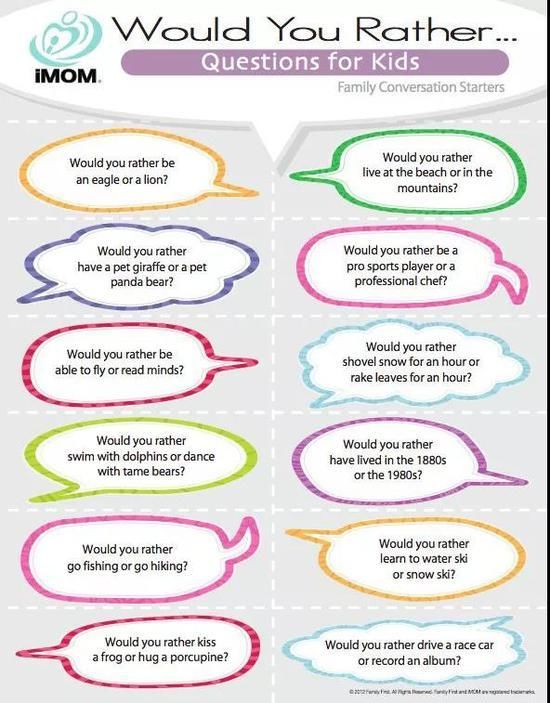 iMOM®
Would You Rather...
Questions for Kids
Family Conversation Starters
Would you rather be
an eagle or a lion?
Would you rather
live at the beach or in the
mountains?
Would you rather
have a pet giraffe or a pet
panda bear?
Would you rather be a
pro sports player or a
professional chef?
Would you rather be
able to fly or read minds?
Would you rather
shovel snow for an hour or
rake leaves for an hour?
Would you rather
swim with dolphins or dance
with tame bears?
Would you rather
have lived in the 1880s
or the 1980s?
Would you rather
go fishing or go hiking?
Would you rather
learn to water ski
or snow ski?
Would you rather kiss
a frog or hug a porcupine?
Would you rather drive a race car
or record an album?
© 2012 Family First. All Rights Reserved. Family First and iMOM are registered trademarks.